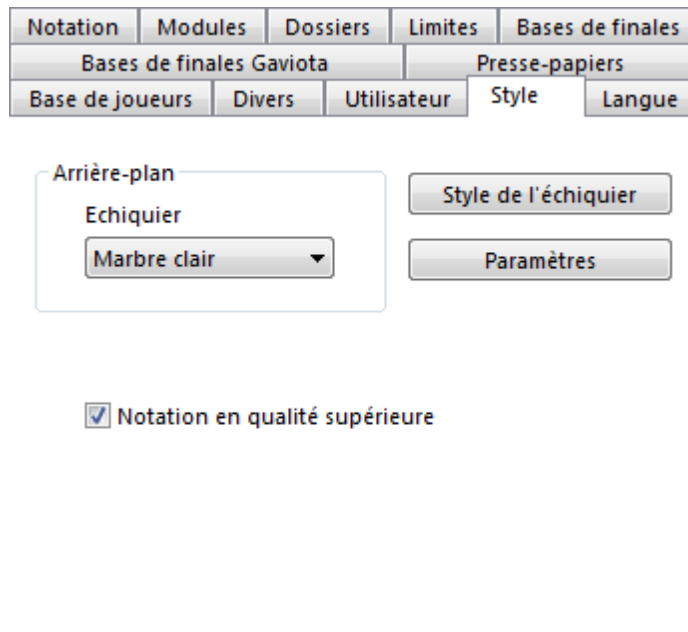 Notation Modules Dossiers Limites Bases de finales
Bases de finales Gaviota Presse-papiers
Base de joueurs Divers Utilisateur Style Langue
Arrière-plan
Style de l'échiquier
Echiquier
Marbre clair
Paramètres
Notation en qualité supérieure